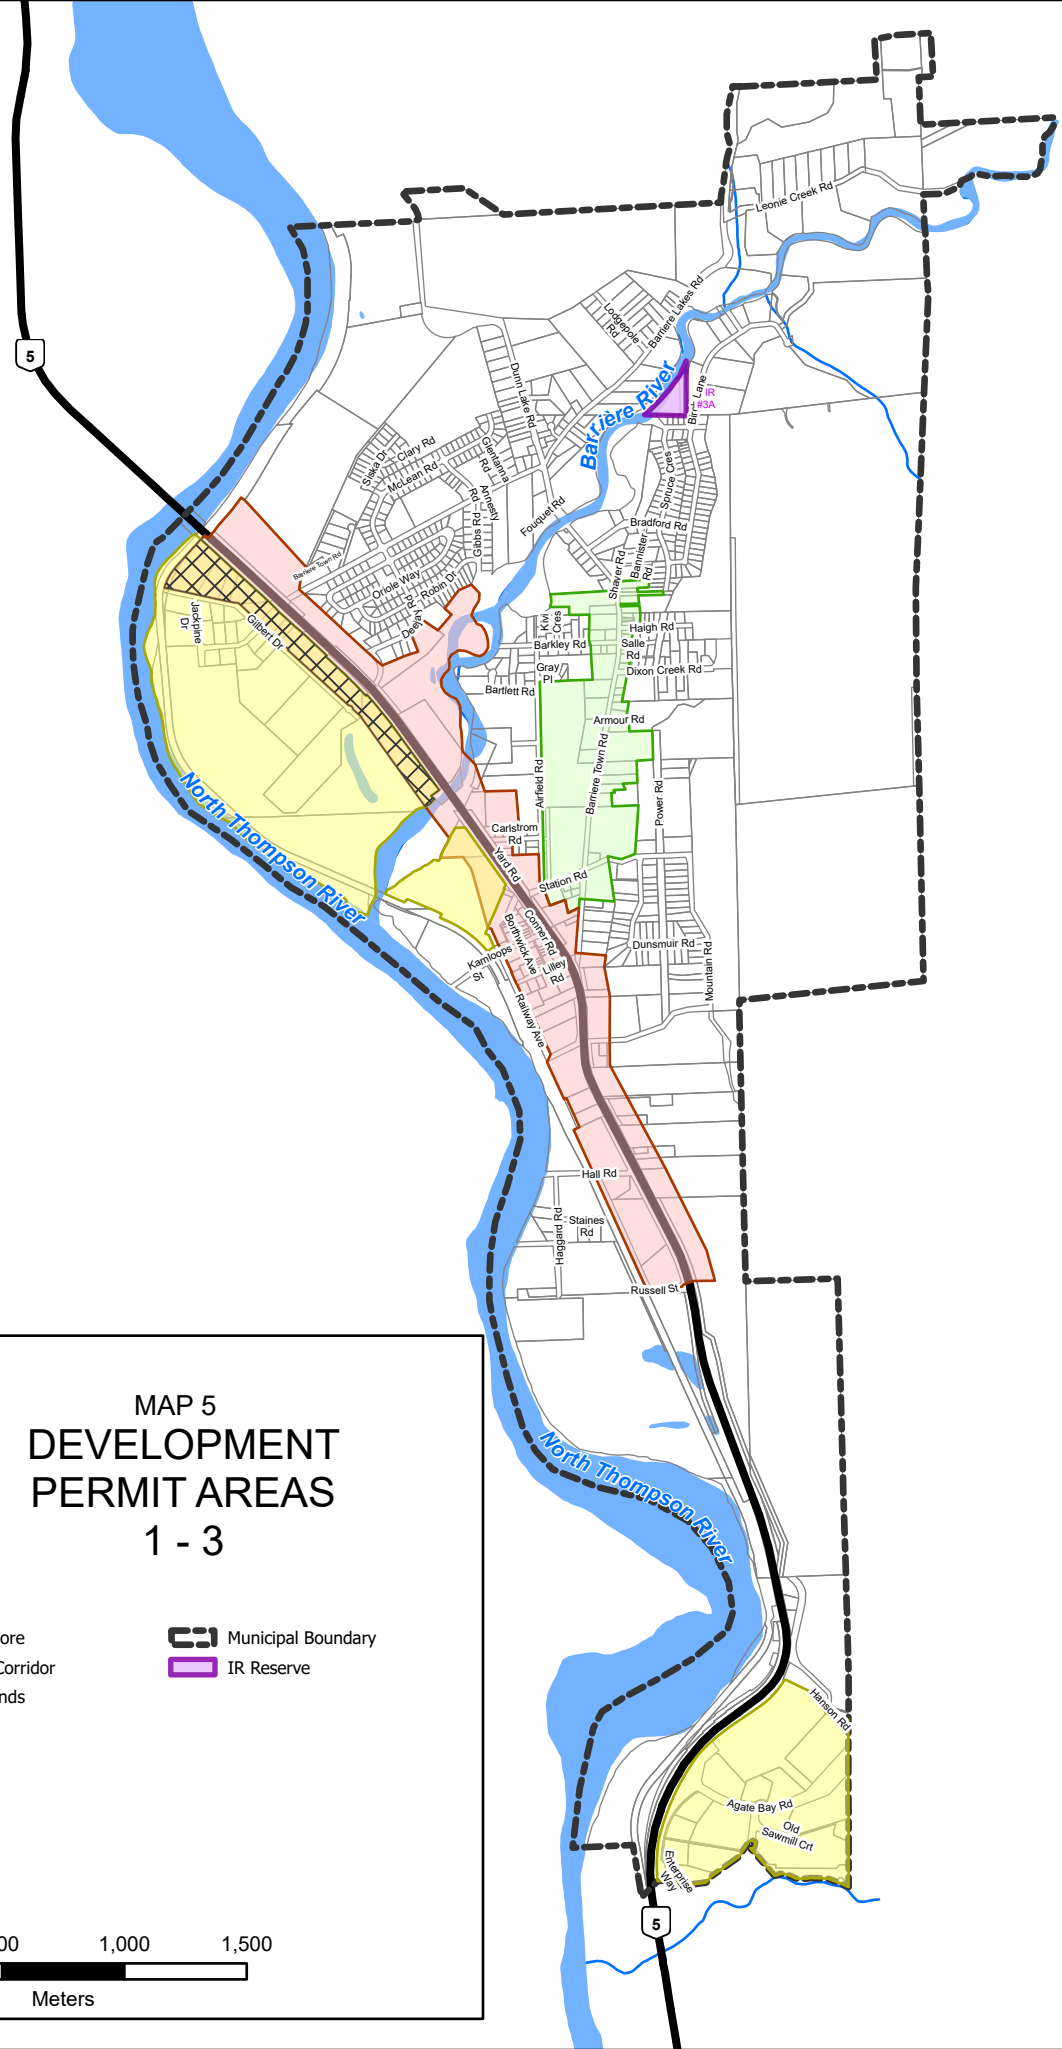 Leonie Creek Rd
Barriere Lakes Rd
Lodgepole
Rd
5
Dunn Lake Rd
Barrière River
Birch Lane
IR
#3A
Siska Dr
Clary Rd
McLean Rd
Glentanna
Rd
Annesty
Rd
Gibbs Rd
Fouquet Rd
Spruce Cres
Bradford Rd
Bannister
Rd
Shaver Rd
Barriere Town Rd
Oriole Way
Robin Dr
Deejay
Rd
Jackpine
Dr
Gilbert Dr
Kiwi
Cres
Haigh Rd
Barkley Rd
Salle
Rd
Gray
Pl
Dixon Creek Rd
Bartlett Rd
Armour Rd
Airfield Rd
Barriere Town Rd
Power Rd
North Thompson River
Carlstrom
Rd
Yard Rd
Station Rd
Conner Rd
Borthwick Ave
Dunsmuir Rd
Mountain Rd
Kamloops
St
Lilley
Rd
Railway Ave
Hall Rd
Haggard Rd
Staines
Rd
Russell St
MAP 5
DEVELOPMENT
PERMIT AREAS
1 - 3
North Thompson River
ore
Municipal Boundary
Corridor
IR Reserve
nds
Hanson Rd
Agate Bay Rd
Old
Sawmill Crt
Enterprise
Way
5
00 1,000 1,500
Meters